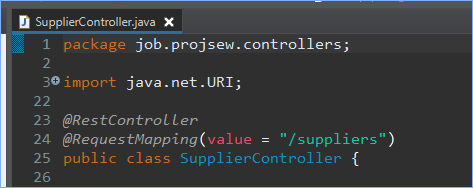 SupplierController.java
1 package job.projsew.controllers;
2
3 import java.net.URI;
22
23 @RestController
24 @RequestMapping(value = "/suppliers")
25 public class SupplierController {
26